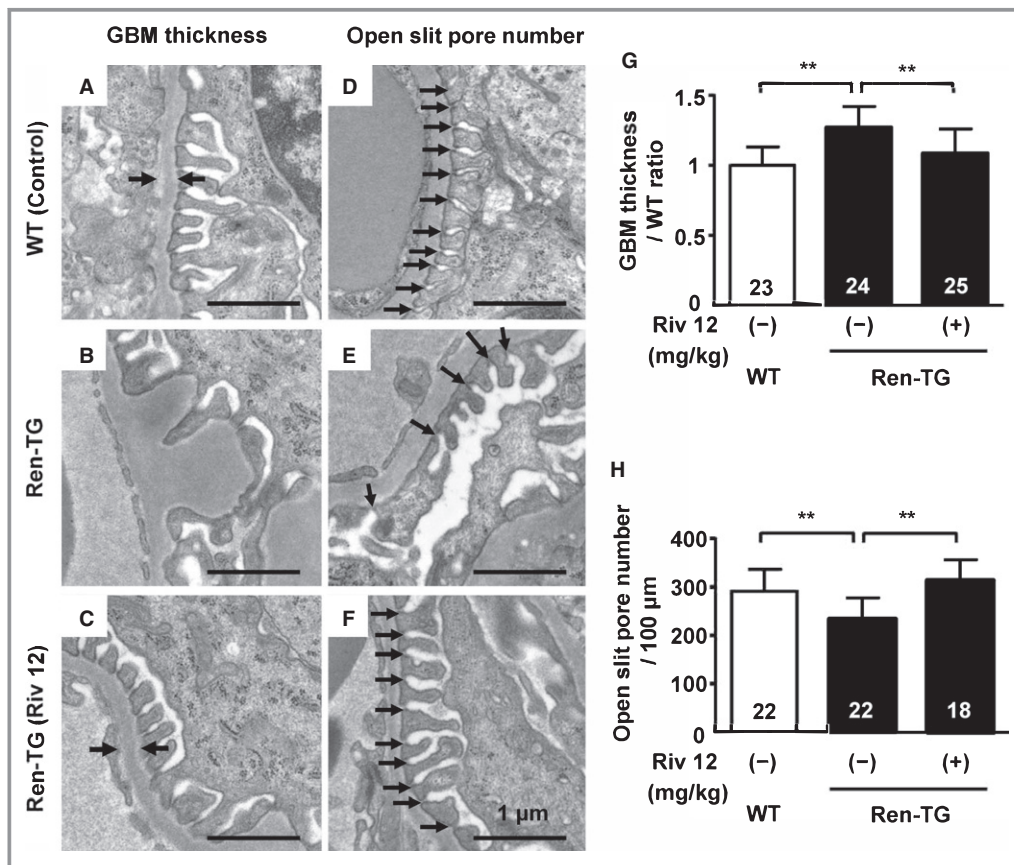 GBM thickness
Open slit pore number
WT (Control)
A
D
Ren-TG
B
E
Ren-TG (Riv 12)
C
F
1 µm
G
GBM thickness
/ WT ratio
** **
1.5
1
0.5
0
23 24 25
Riv 12 (−) (−) (+)
(mg/kg)
WT Ren-TG
H
Open slit pore number
/ 100 µm
** **
400
300
200
100
0
22 22 18
Riv 12 (−) (−) (+)
(mg/kg)
WT Ren-TG